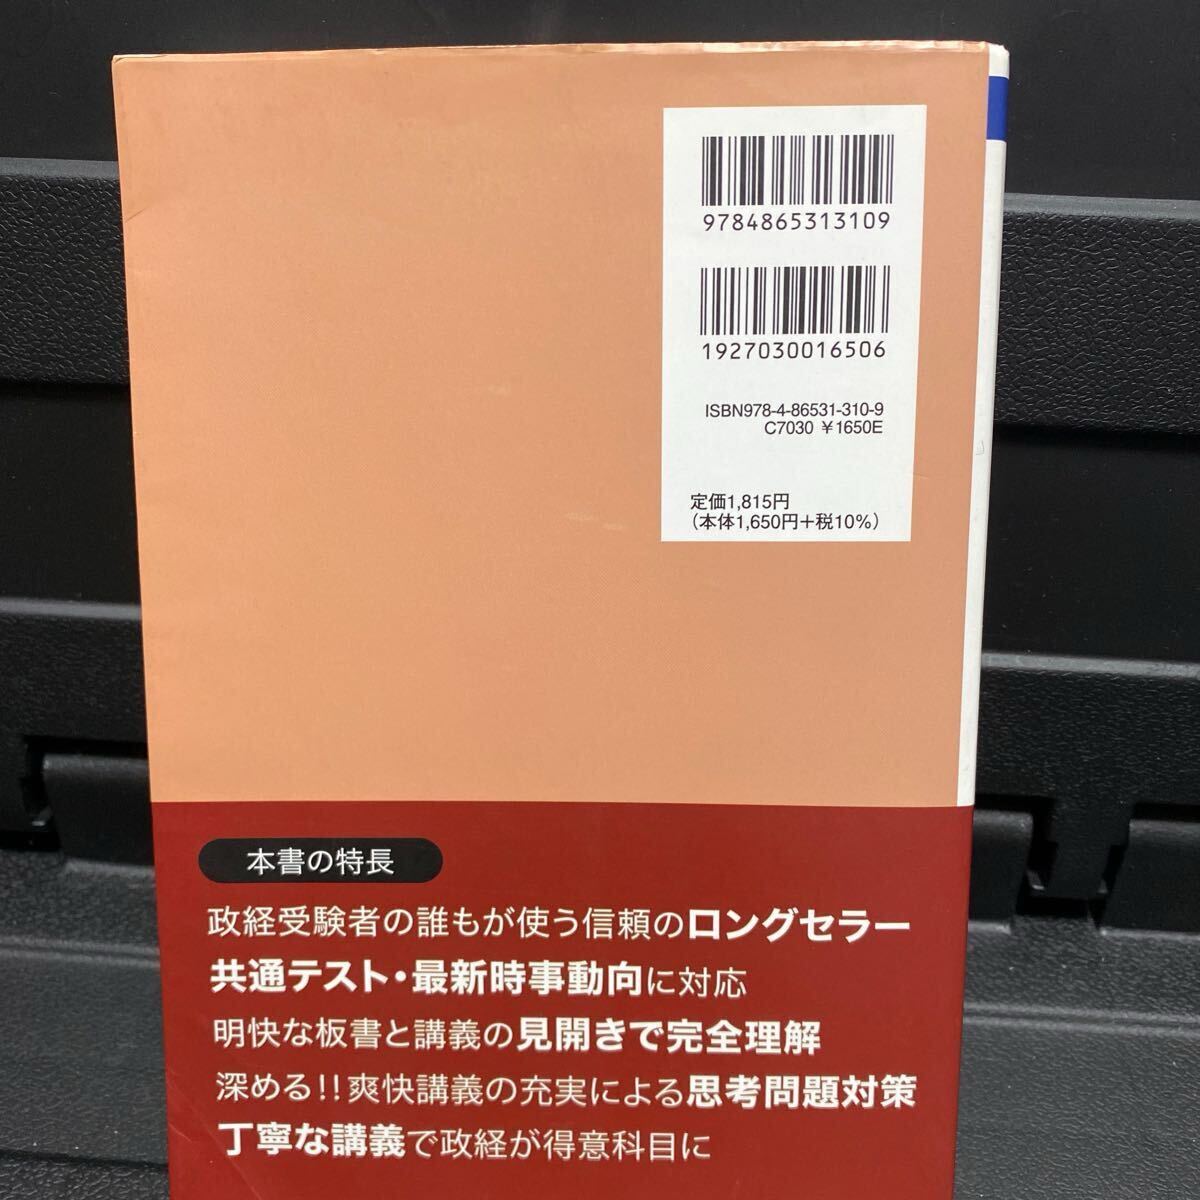 9784865313109
1927030016506
ISBN978-4-86531-310-9
C7030 ¥1650E
定価1,815円
(本体1,650円+税10%)
本書の特長
政経受験者の誰もが使う信頼のロングセラー
共通テスト・最新時事動向に対応
明快な板書と講義の見開きで完全理解
深める!!爽快講義の充実による思考問題対策
丁寧な講義で政経が得意科目に